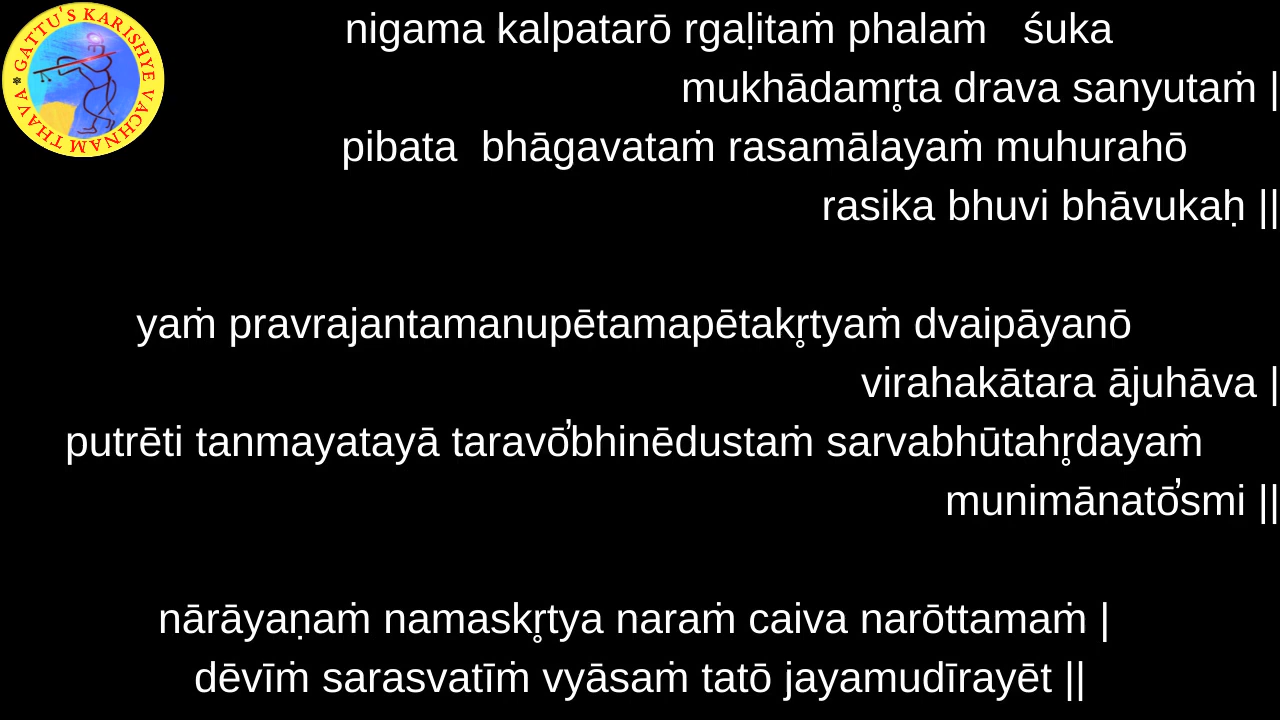 GATTU'S KARISHYE VACHNAM THAVA
nigama kalpatarō rgaḷitaṁ phalaṁ śuka
mukhādamr̥ta drava sanyutaṁ |
pibata bhāgavataṁ rasamālayaṁ muhurahō
rasika bhuvi bhāvukaḥ ||
yaṁ pravrajantamanupētamapētakr̥tyaṁ dvaipāyanō
virahakātara ājuhāva |
putrēti tanmayatayā taravō̕bhinēdustaṁ sarvabhūtahr̥dayaṁ
munimānatō̕smi ||
nārāyaṇaṁ namaskr̥tya naraṁ caiva narōttamaṁ |
dēvīṁ sarasvatīṁ vyāsaṁ tatō jayamudīrayēt ||